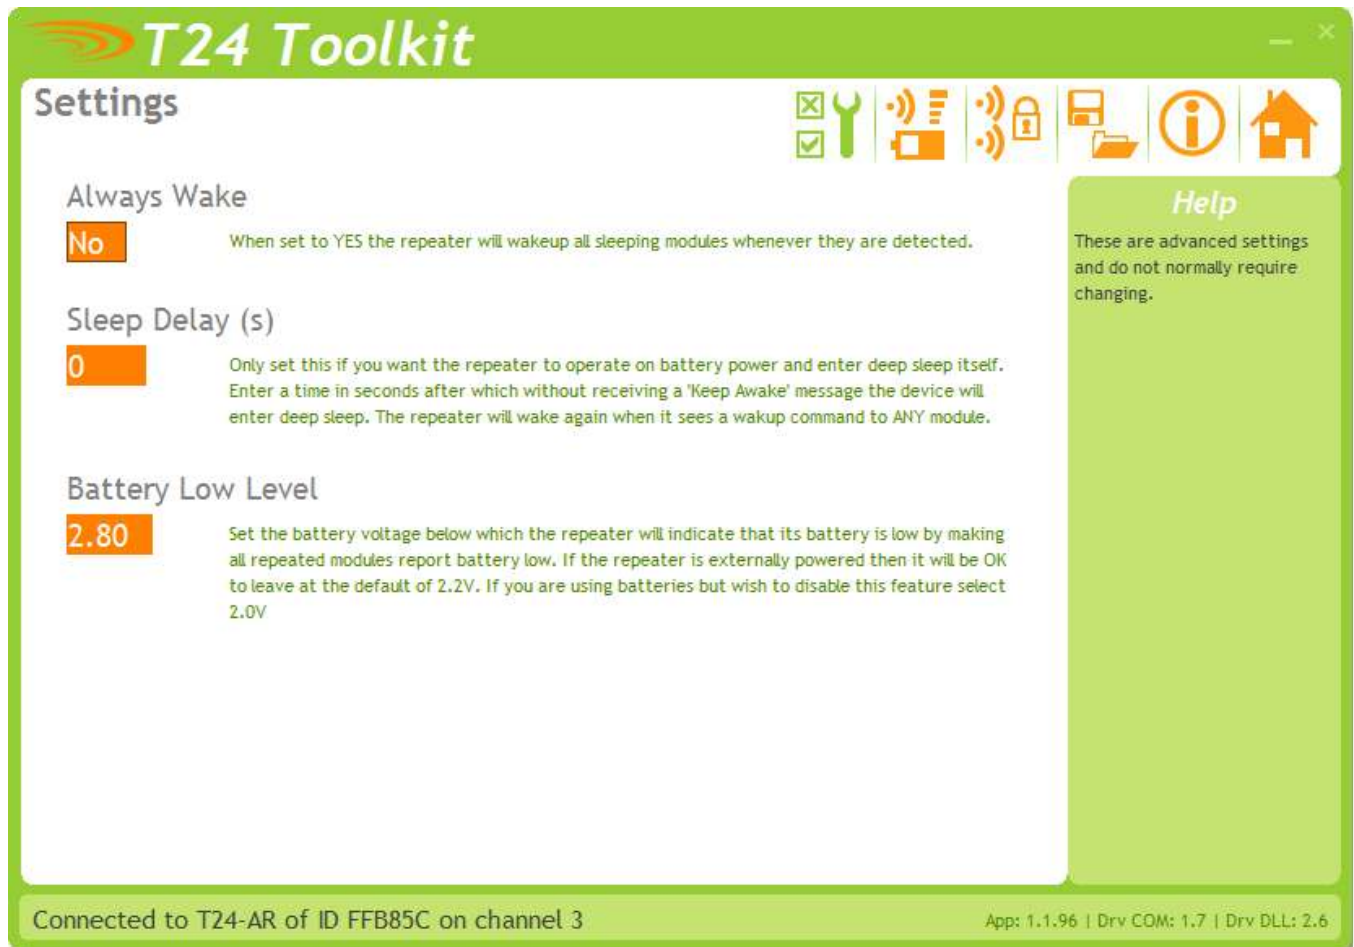 T24 Toolkit
Settings
Always Wake
No
When set to YES the repeater will wakeup all sleeping modules whenever they are detected.
Sleep Delay (s)
0
Only set this if you want the repeater to operate on battery power and enter deep sleep itself.
Enter a time in seconds after which without receiving a 'Keep Awake' message the device will
enter deep sleep. The repeater will wake again when it sees a wakup command to ANY module.
Battery Low Level
2.80
Set the battery voltage below which the repeater will indicate that its battery is low by making
all repeated modules report battery low. If the repeater is externally powered then it will be OK
to leave at the default of 2.2V. If you are using batteries but wish to disable this feature select
2.0V
Help
These are advanced settings
and do not normally require
changing.
Connected to T24-AR of ID FFB85C on channel 3
App: 1.1.96 | Drv COM: 1.7 | Drv DLL: 2.6